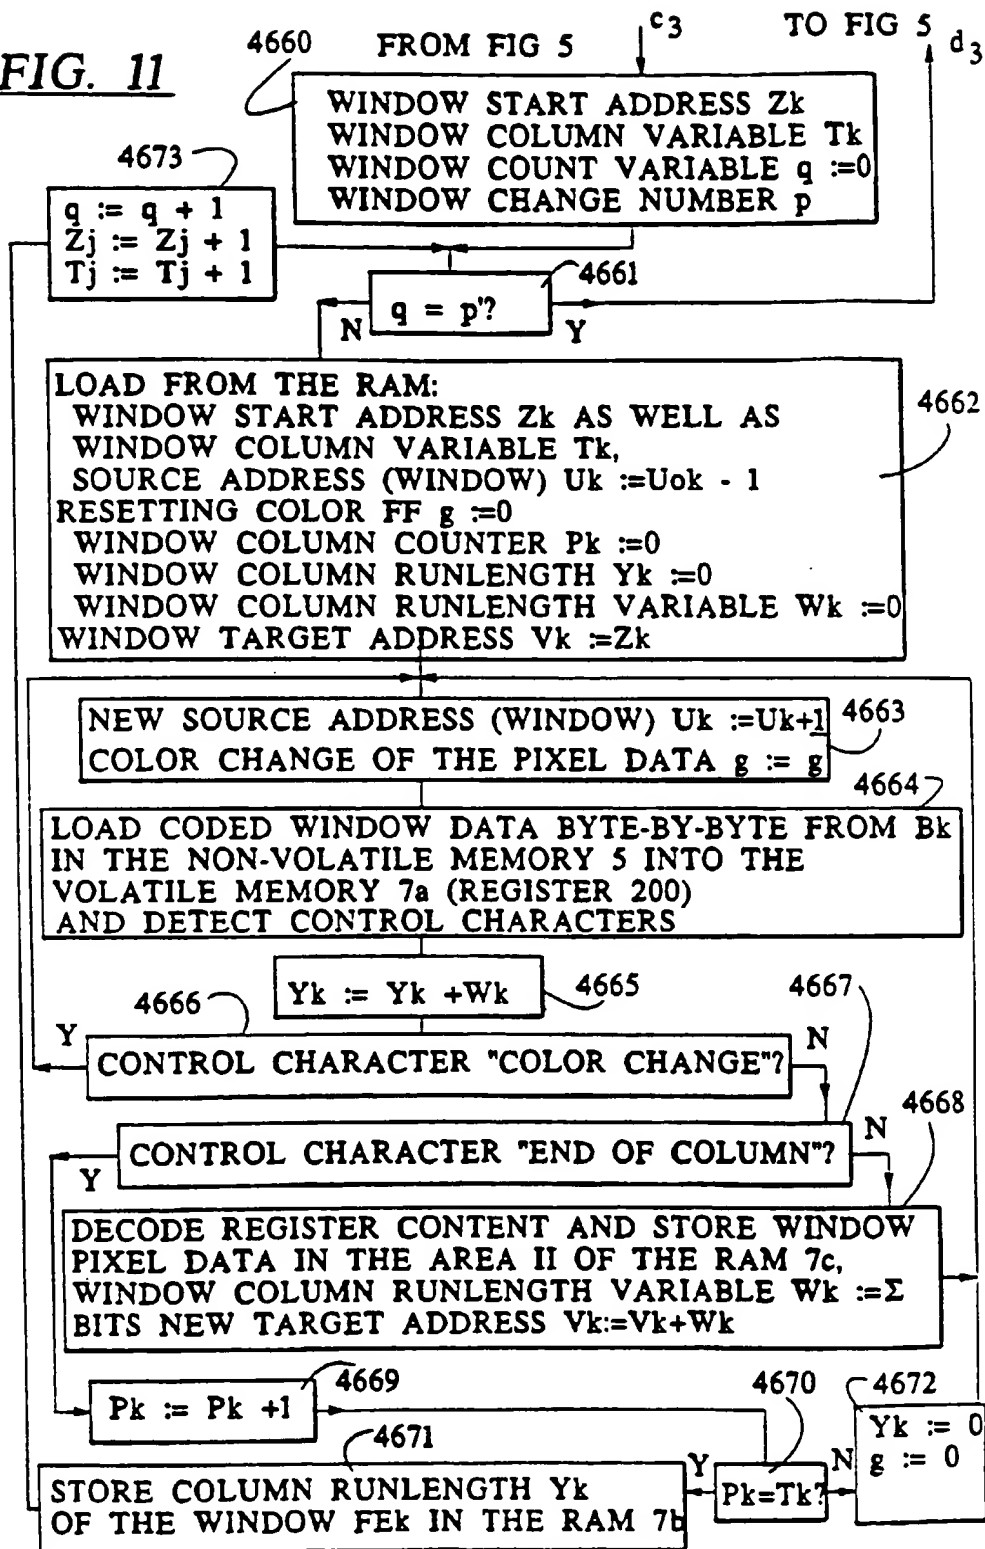 FIG. 11
4660
FROM FIG 5
c3
TO FIG 5
d3
WINDOW START ADDRESS Zk
WINDOW COLUMN VARIABLE Tk
WINDOW COUNT VARIABLE q :=0
WINDOW CHANGE NUMBER p
4673
q := q + 1
Zj := Zj + 1
Tj := Tj + 1
4661
q = p'?
N
Y
4662
LOAD FROM THE RAM:
WINDOW START ADDRESS Zk AS WELL AS
WINDOW COLUMN VARIABLE Tk,
SOURCE ADDRESS (WINDOW) Uk :=Uok - 1
RESETTING COLOR FF g :=0
WINDOW COLUMN COUNTER Pk :=0
WINDOW COLUMN RUNLENGTH Yk :=0
WINDOW COLUMN RUNLENGTH VARIABLE Wk :=0
WINDOW TARGET ADDRESS Vk :=Zk
NEW SOURCE ADDRESS (WINDOW) Uk :=Uk+1
COLOR CHANGE OF THE PIXEL DATA g := g
4663
4664
LOAD CODED WINDOW DATA BYTE-BY-BYTE FROM Bk
IN THE NON-VOLATILE MEMORY 5 INTO THE
VOLATILE MEMORY 7a (REGISTER 200)
AND DETECT CONTROL CHARACTERS
Yk := Yk +Wk
4665
4666
4667
Y
CONTROL CHARACTER "COLOR CHANGE"?
N
4668
CONTROL CHARACTER "END OF COLUMN"?
N
Y
DECODE REGISTER CONTENT AND STORE WINDOW
PIXEL DATA IN THE AREA II OF THE RAM 7c,
WINDOW COLUMN RUNLENGTH VARIABLE Wk :=Σ
BITS NEW TARGET ADDRESS Vk:=Vk+Wk
Pk := Pk +1
4669
4670
4672
Yk := 0
g := 0
4671
Y
Pk=Tk?
N
STORE COLUMN RUNLENGTH Yk
OF THE WINDOW FEk IN THE RAM 7b